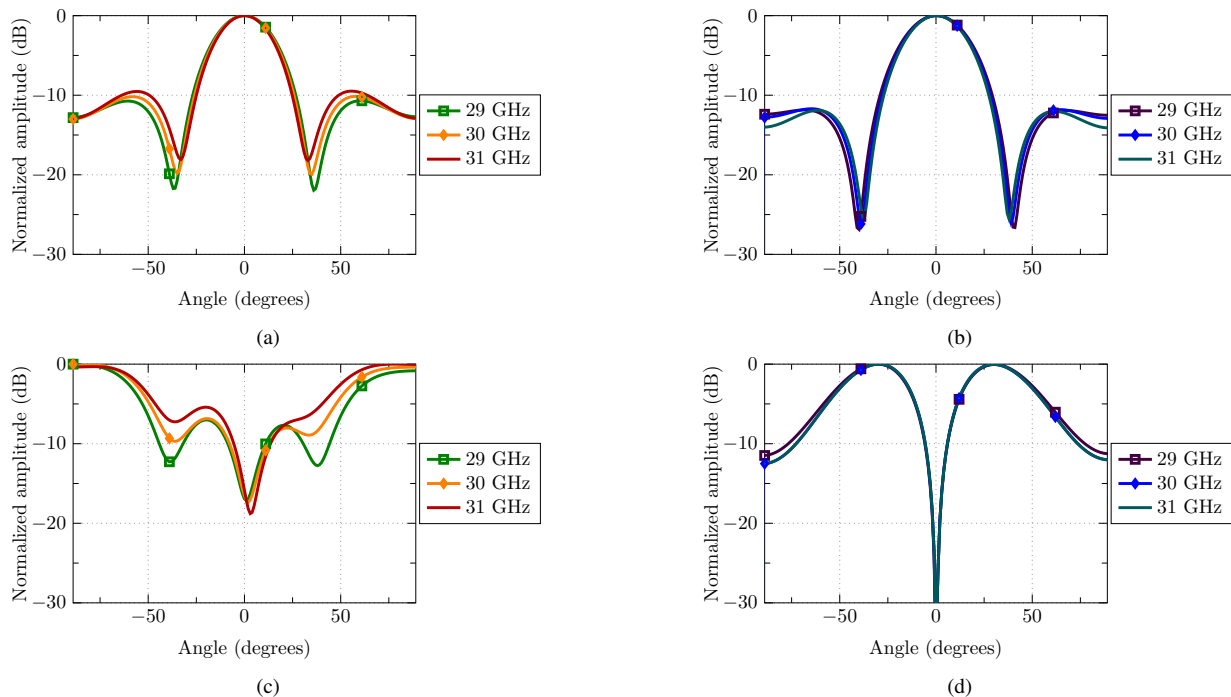 Normalized amplitude (dB)
0
−10
−20
−30
−50 0 50
Angle (degrees)
29 GHz
30 GHz
31 GHz
(a)
Normalized amplitude (dB)
0
−10
−20
−30
−50 0 50
Angle (degrees)
29 GHz
30 GHz
31 GHz
(b)
Normalized amplitude (dB)
0
−10
−20
−30
−50 0 50
Angle (degrees)
29 GHz
30 GHz
31 GHz
(c)
Normalized amplitude (dB)
0
−10
−20
−30
−50 0 50
Angle (degrees)
29 GHz
30 GHz
31 GHz
(d)